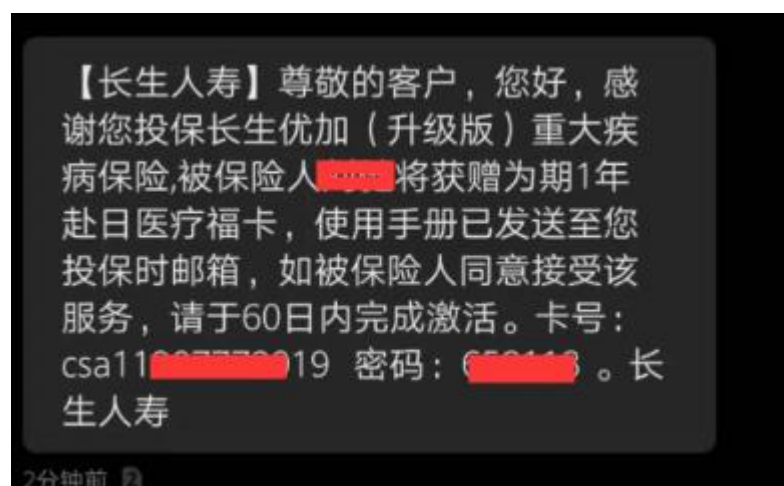 【长生人寿】尊敬的客户，您好，感
谢您投保长生优加（升级版）重大疾
病保险,被保险人将获赠为期1年
赴日医疗福卡，使用手册已发送至您
投保时邮箱，如被保险人同意接受该
服务，请于60日内完成激活。卡号：
csa11 19 密码： 。长
生人寿
2分钟前